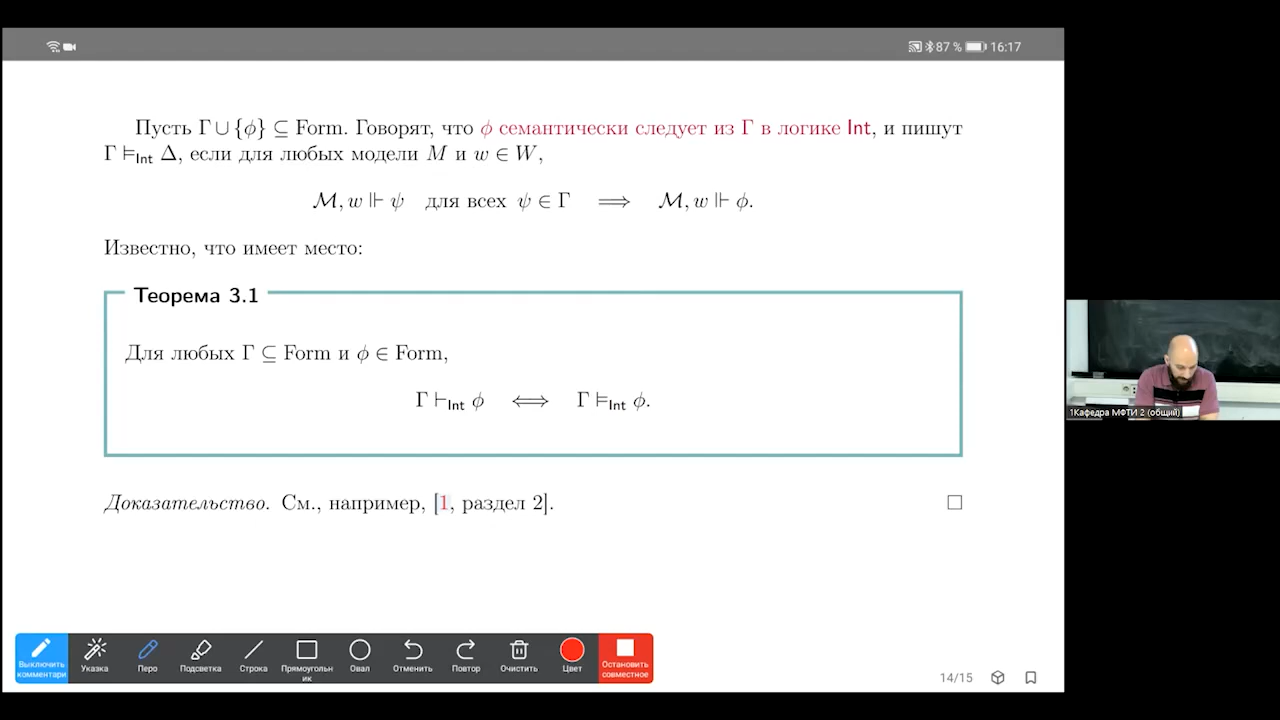 87 % 16:17
Пусть Γ ∪ {ϕ} ⊆ Form. Говорят, что ϕ семантически следует из Γ в логике Int, и пишут
Γ ⊨Int Δ, если для любых модели M и w ∈ W,
ℳ, w ⊩ ψ для всех ψ ∈ Γ ⟹ ℳ, w ⊩ ϕ.
Известно, что имеет место:
Теорема 3.1
Для любых Γ ⊆ Form и ϕ ∈ Form,
Γ ⊢Int ϕ ⟺ Γ ⊨Int ϕ.
Доказательство. См., например, [1, раздел 2]. □
1Кафедра МФТИ 2 (общий)
Выключить
комментари
Указка
Перо
Подсветка
Строка
Прямоугольн
ик
Овал
Отменить
Повтор
Очистить
Цвет
Остановить
совместное
14/15